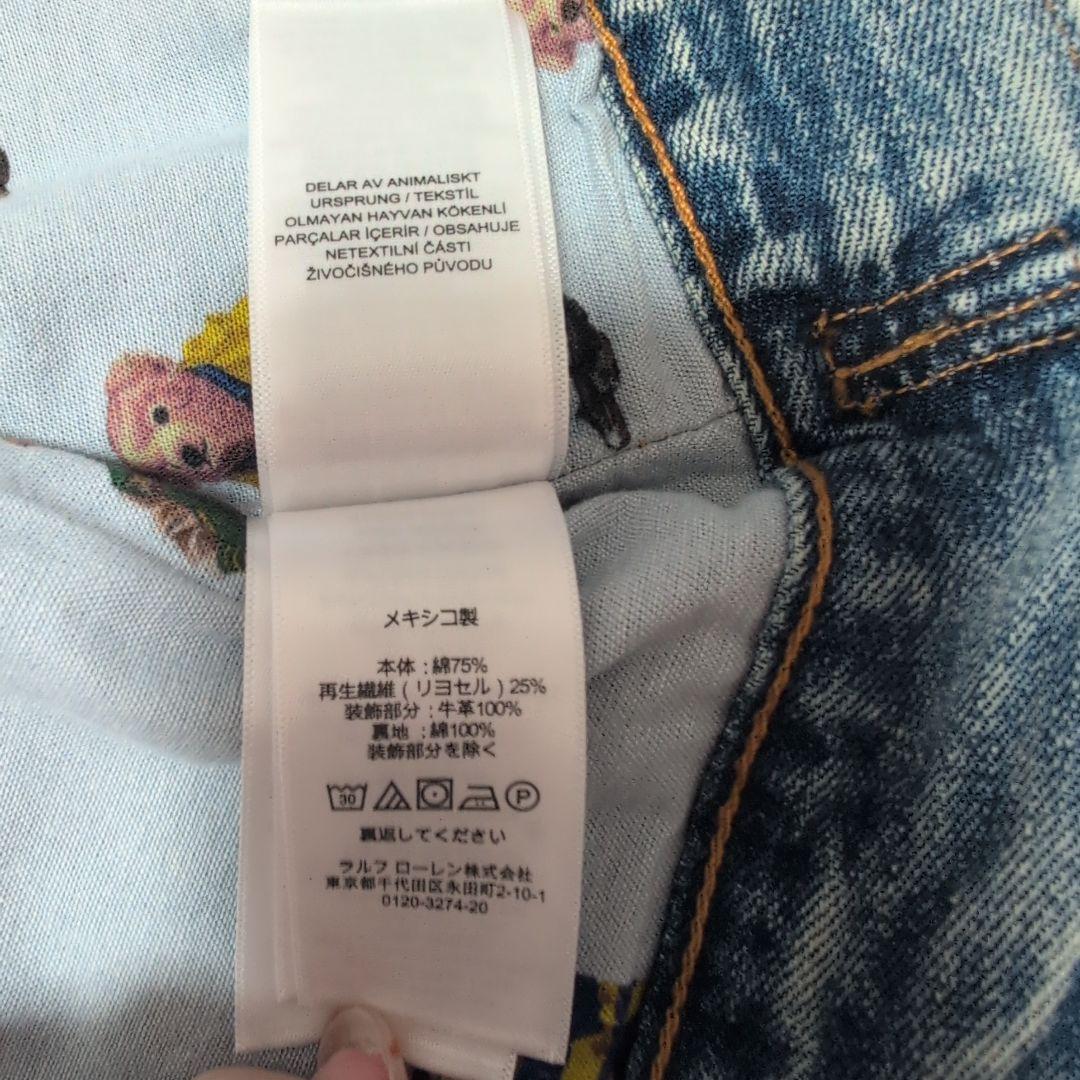 DELAR AV ANIMALISKT
URSPRUNG / TEKSTİL
OLMAYAN HAYVAN KÖKENLİ
PARÇALAR İÇERİR / OBSAHUJE
NETEXTILNÍ ČÁSTI
ŽIVOČIŠNÉHO PŮVODU
メキシコ製
本体 : 綿75%
再生繊維 ( リヨセル ) 25%
装飾部分 : 牛革100%
裏地 : 綿100%
装飾部分を除く
30 P
裏返してください
ラルフ ローレン株式会社
東京都千代田区永田町2-10-1
0120-3274-20